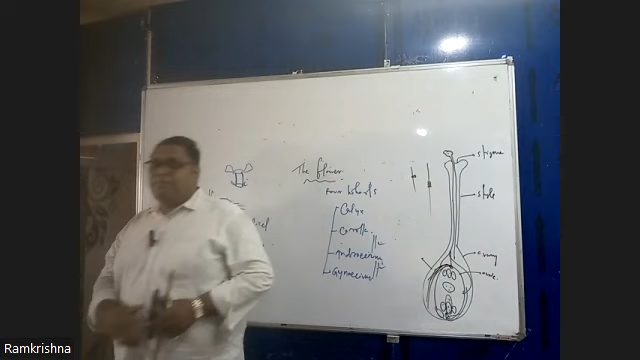 The flower
Four whorls
Calyx
Corolla
Androecium
Gynoecium
stigma
style
ovary
ovule
Ramkrishna